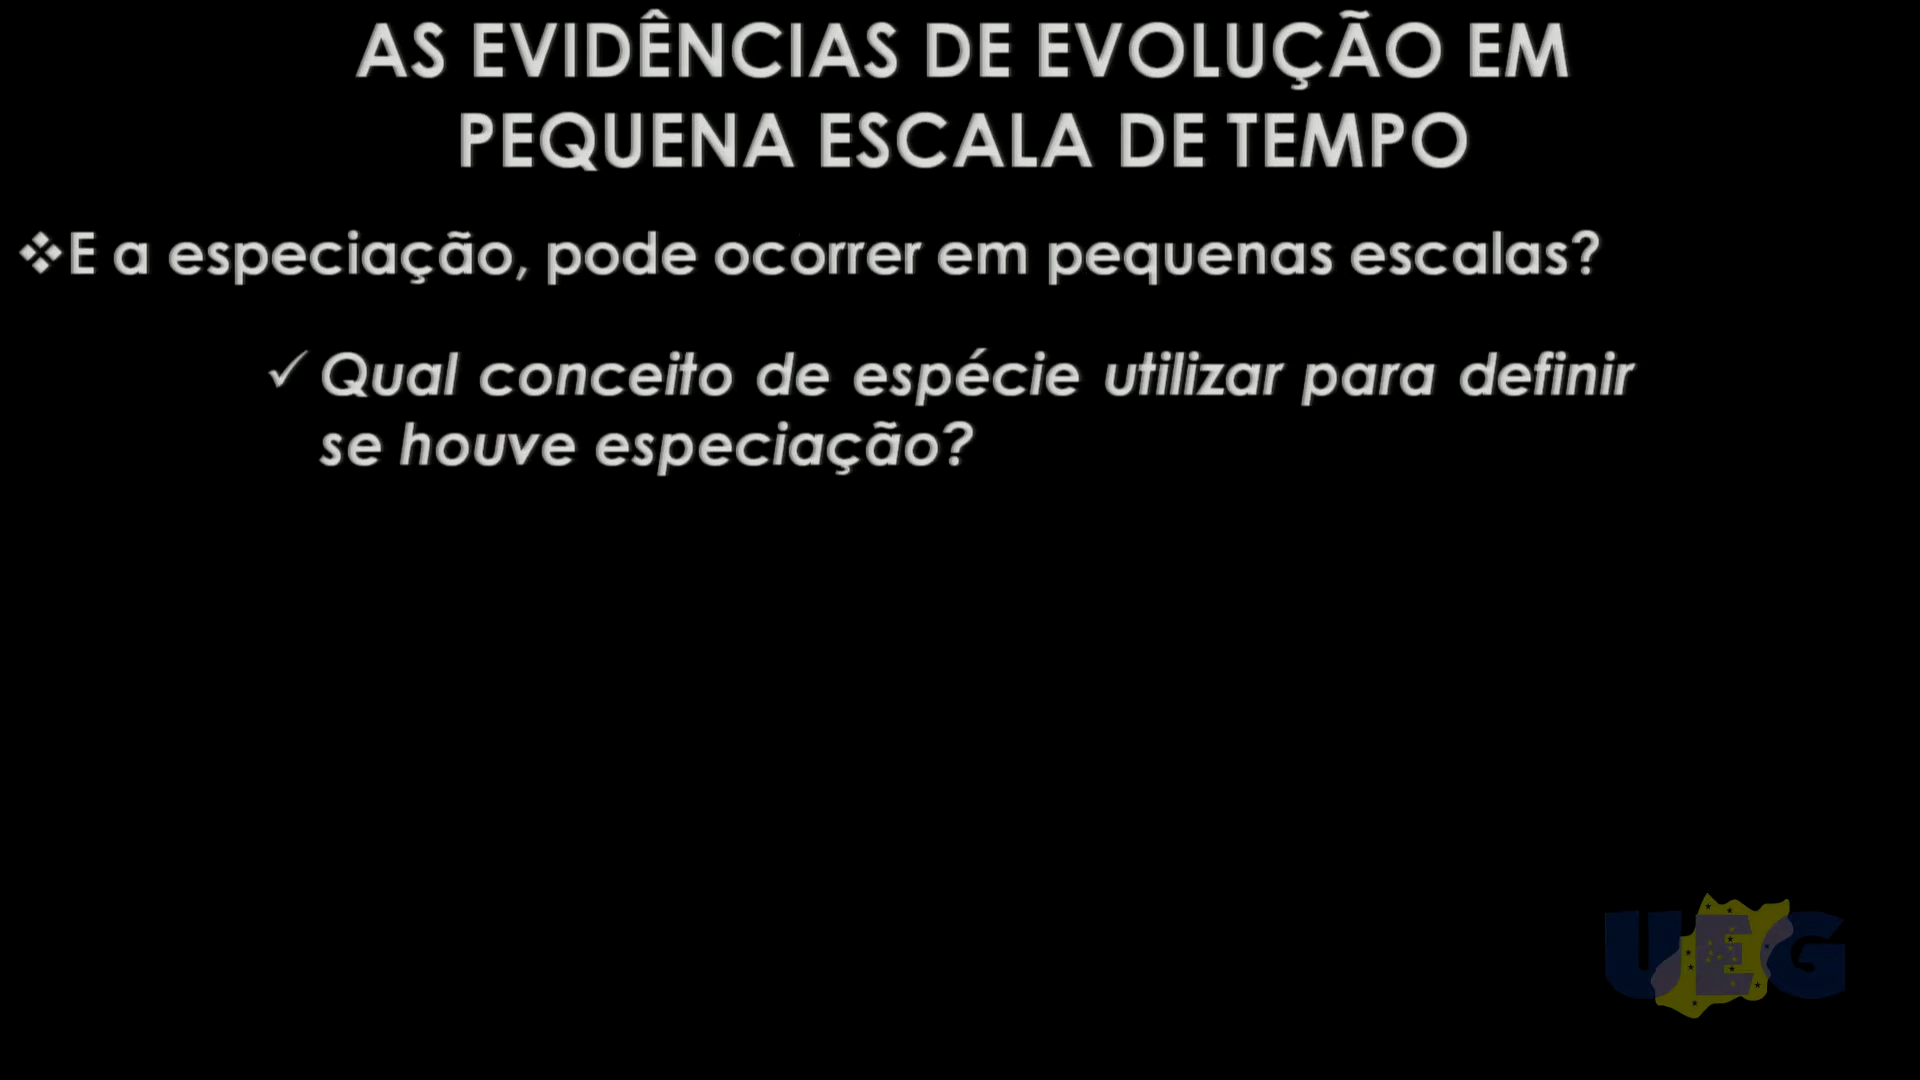 AS EVIDÊNCIAS DE EVOLUÇÃO EM
PEQUENA ESCALA DE TEMPO
❖E a especiação, pode ocorrer em pequenas escalas?
✓ Qual conceito de espécie utilizar para definir
se houve especiação?
UEG